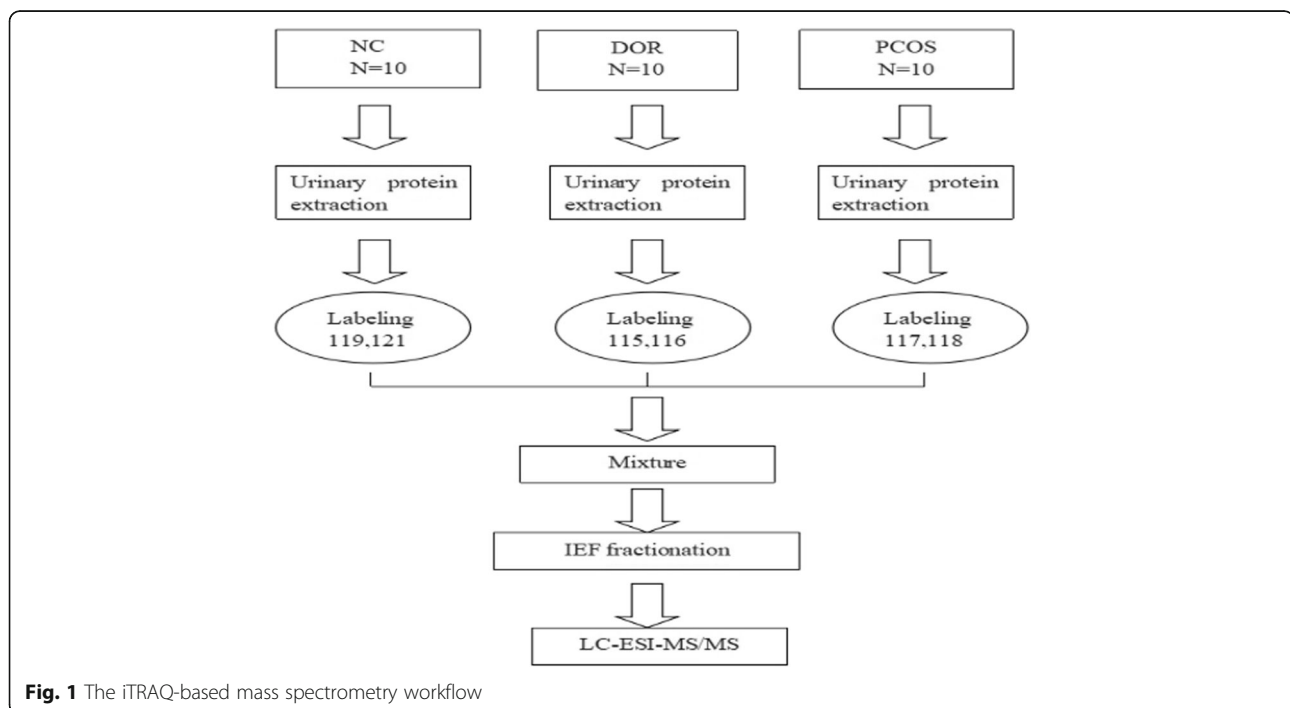 NC
N=10
DOR
N=10
PCOS
N=10
Urinary protein
extraction
Urinary protein
extraction
Urinary protein
extraction
Labeling
119,121
Labeling
115,116
Labeling
117,118
Mixture
IEF fractionation
LC-ESI-MS/MS
Fig. 1 The iTRAQ-based mass spectrometry workflow